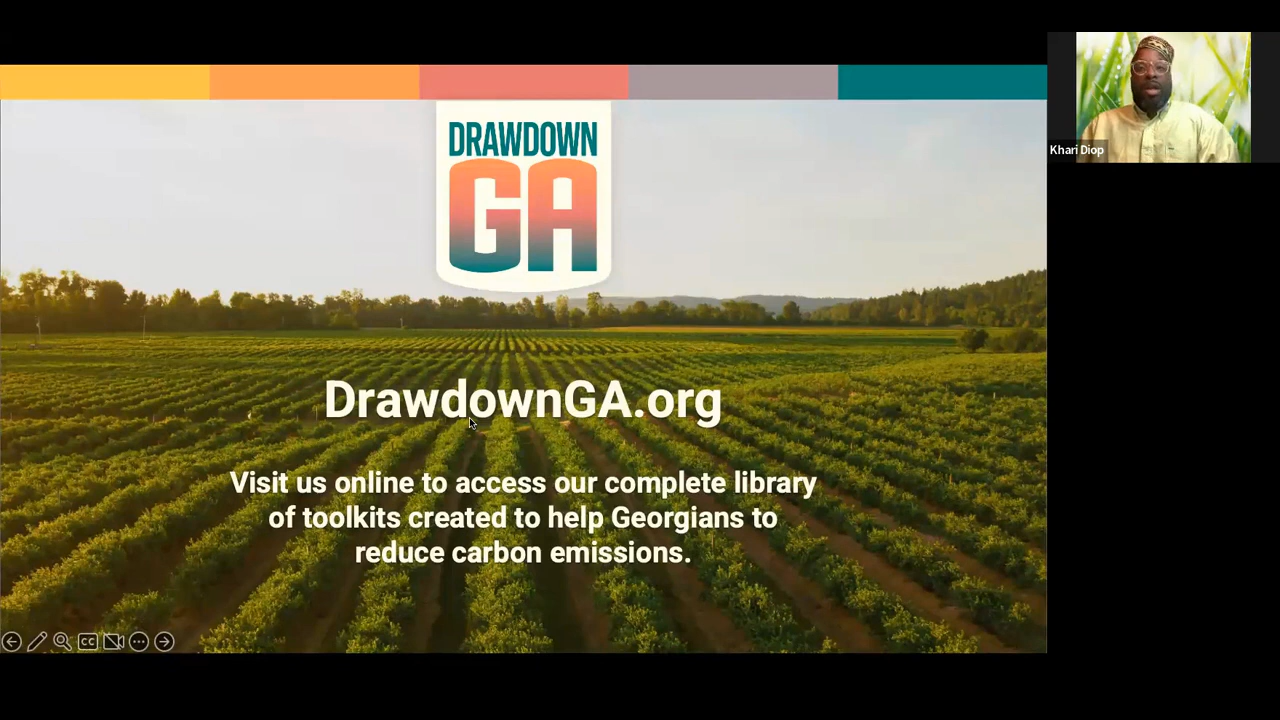 DRAWDOWN
GA
DrawdownGA.org
Visit us online to access our complete library
of toolkits created to help Georgians to
reduce carbon emissions.
Khari Diop
CC